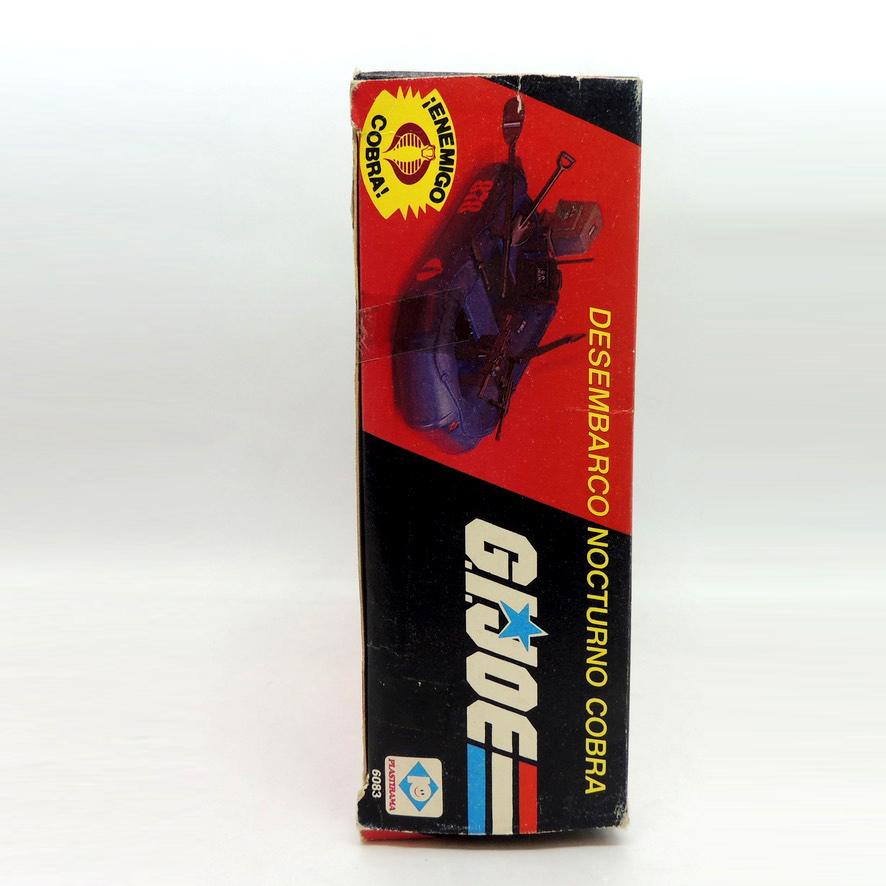 ¡ENEMIGO
COBRA!
DESEMBARCO NOCTURNO COBRA
G.I.JOE
PLASTIRAMA
6083